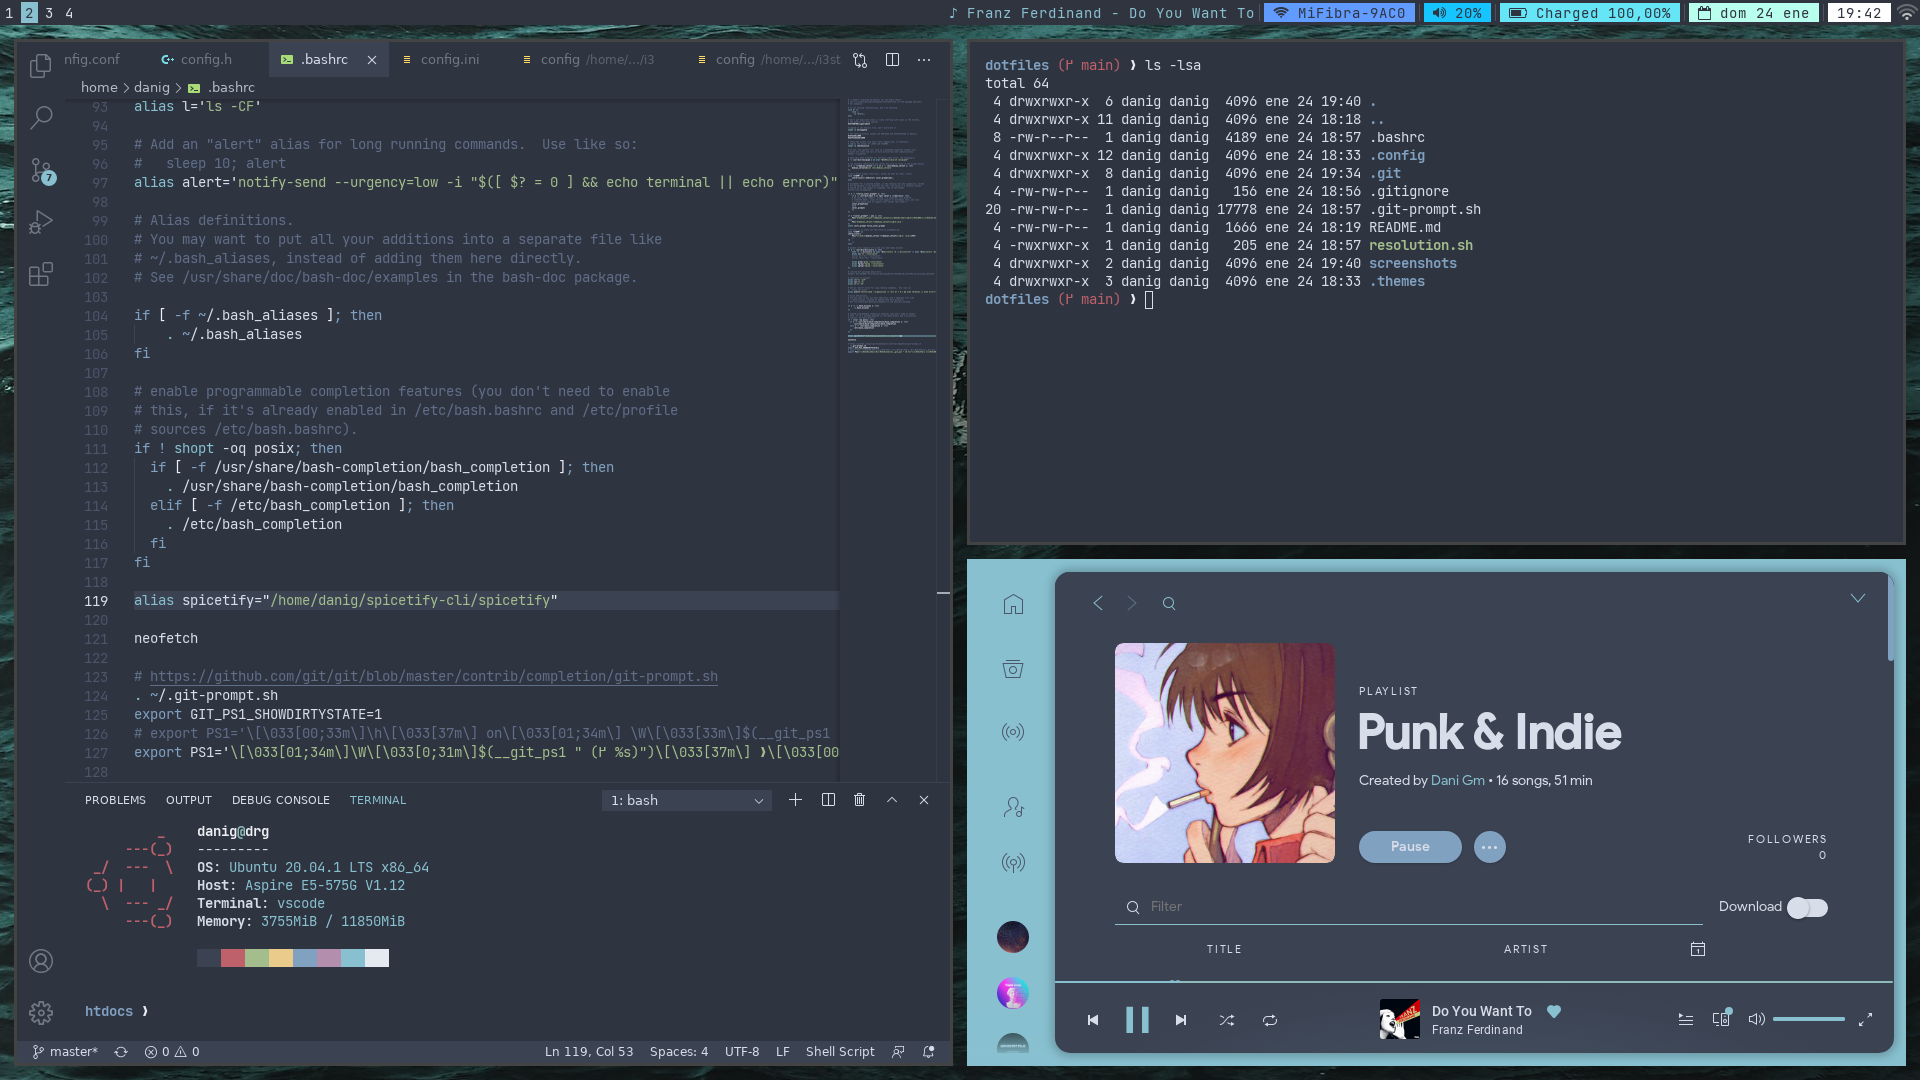 1 2 3 4
♪ Franz Ferdinand - Do You Want To
MiFibra-9AC0
20%
Charged 100,00%
dom 24 ene
19:42
nfig.conf
config.h
.bashrc
config.ini
config /home/.../i3
config /home/.../i3st
home > danig > .bashrc
93 alias l='ls -CF'
94
95 # Add an "alert" alias for long running commands.  Use like so:
96 #   sleep 10; alert
97 alias alert='notify-send --urgency=low -i "$([ $? = 0 ] && echo terminal || echo error)"
98
99 # Alias definitions.
100 # You may want to put all your additions into a separate file like
101 # ~/.bash_aliases, instead of adding them here directly.
102 # See /usr/share/doc/bash-doc/examples in the bash-doc package.
103
104 if [ -f ~/.bash_aliases ]; then
105     . ~/.bash_aliases
106 fi
107
108 # enable programmable completion features (you don't need to enable
109 # this, if it's already enabled in /etc/bash.bashrc and /etc/profile
110 # sources /etc/bash.bashrc).
111 if ! shopt -oq posix; then
112   if [ -f /usr/share/bash-completion/bash_completion ]; then
113     . /usr/share/bash-completion/bash_completion
114   elif [ -f /etc/bash_completion ]; then
115     . /etc/bash_completion
116   fi
117 fi
118
119 alias spicetify="/home/danig/spicetify-cli/spicetify"
120
121 neofetch
122
123 # https://github.com/git/git/blob/master/contrib/completion/git-prompt.sh
124 . ~/.git-prompt.sh
125 export GIT_PS1_SHOWDIRTYSTATE=1
126 # export PS1='\[\033[00;33m\]\h\[\033[37m\] on\[\033[01;34m\] \W\[\033[33m\]$(__git_ps1
127 export PS1='\[\033[01;34m\]\W\[\033[0;31m\]$(__git_ps1 " (Ⴤ %s)")\[\033[37m\] ❱\[\033[00
128
7
PROBLEMS OUTPUT DEBUG CONSOLE TERMINAL
1: bash
danig@drg
---------
OS: Ubuntu 20.04.1 LTS x86_64
Host: Aspire E5-575G V1.12
Terminal: vscode
Memory: 3755MiB / 11850MiB
htdocs ❱
master* 0 0
Ln 119, Col 53 Spaces: 4 UTF-8 LF Shell Script
dotfiles (Ⴤ main) ❱ ls -lsa
total 64
 4 drwxrwxr-x  6 danig danig  4096 ene 24 19:40 .
 4 drwxrwxr-x 11 danig danig  4096 ene 24 18:18 ..
 8 -rw-r--r--  1 danig danig  4189 ene 24 18:57 .bashrc
 4 drwxrwxr-x 12 danig danig  4096 ene 24 18:33 .config
 4 drwxrwxr-x  8 danig danig  4096 ene 24 19:34 .git
 4 -rw-rw-r--  1 danig danig   156 ene 24 18:56 .gitignore
20 -rw-rw-r--  1 danig danig 17778 ene 24 18:57 .git-prompt.sh
 4 -rw-rw-r--  1 danig danig  1666 ene 24 18:19 README.md
 4 -rwxrwxr-x  1 danig danig   205 ene 24 18:57 resolution.sh
 4 drwxrwxr-x  2 danig danig  4096 ene 24 19:40 screenshots
 4 drwxrwxr-x  3 danig danig  4096 ene 24 18:33 .themes
dotfiles (Ⴤ main) ❱
PLAYLIST
Punk & Indie
Created by Dani Gm • 16 songs, 51 min
Pause
FOLLOWERS
0
Filter
Download
TITLE ARTIST
Do You Want To
Franz Ferdinand